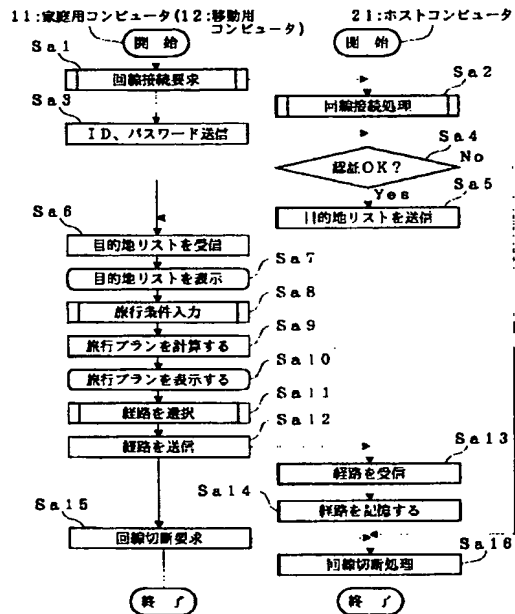 11:家庭用コンピュータ(12:移動用
コンピュータ)
21:ホストコンピュータ
開 始
開 始
Sa1
回線接続要求
Sa2
回線接続処理
Sa3
ID、パスワード送信
Sa4
認証OK?
No
Yes
Sa5
目的地リストを送信
Sa6
目的地リストを受信
Sa7
目的地リストを表示
Sa8
旅行条件入力
Sa9
旅行プランを計算する
Sa10
旅行プランを表示する
Sa11
経路を選択
Sa12
経路を送信
Sa13
経路を受信
Sa14
経路を記憶する
Sa15
回線切断要求
Sa16
回線切断処理
終 了
終 了